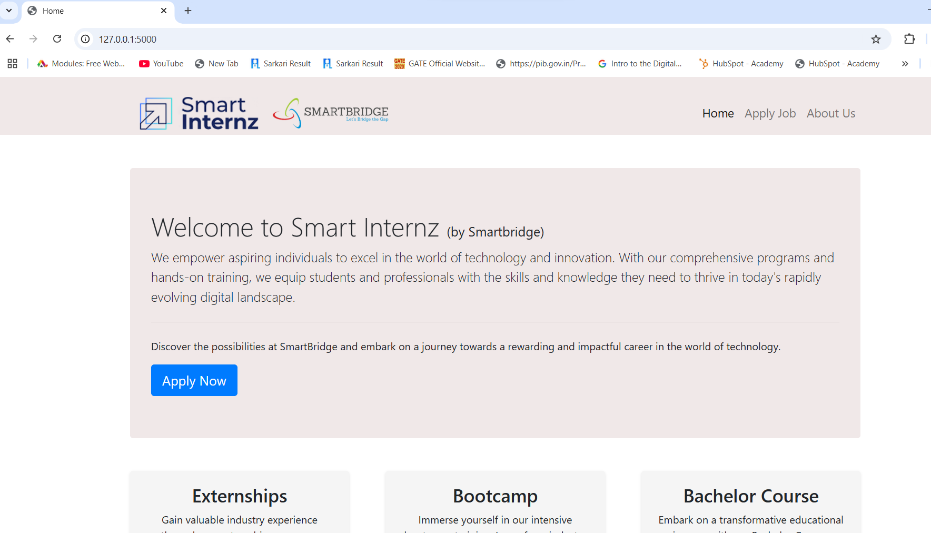 Home
127.0.0.1:5000
Modules: Free Web... YouTube New Tab Sarkari Result Sarkari Result GATE Official Websit... https://pib.gov.in/Pr... Intro to the Digital... HubSpot Academy HubSpot Academy
Smart
Internz
SMARTBRIDGE
Let's Bridge the Gap
Home Apply Job About Us
Welcome to Smart Internz (by Smartbridge)
We empower aspiring individuals to excel in the world of technology and innovation. With our comprehensive programs and
hands-on training, we equip students and professionals with the skills and knowledge they need to thrive in today's rapidly
evolving digital landscape.
Discover the possibilities at SmartBridge and embark on a journey towards a rewarding and impactful career in the world of technology.
Apply Now
Externships Bootcamp Bachelor Course
Gain valuable industry experience Immerse yourself in our intensive Embark on a transformative educational